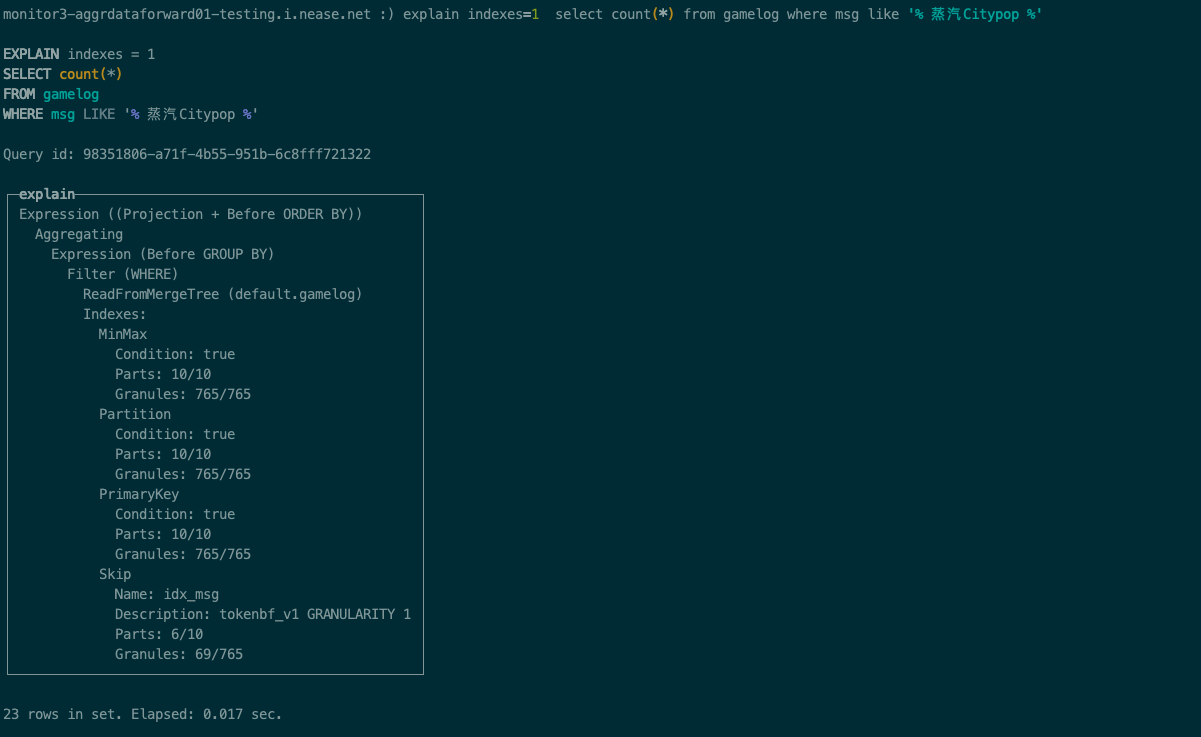 monitor3-aggrdataforward01-testing.i.nease.net :) explain indexes=1  select count(*) from gamelog where msg like '% 蒸汽Citypop %'
EXPLAIN indexes = 1
SELECT count(*)
FROM gamelog
WHERE msg LIKE '% 蒸汽Citypop %'
Query id: 98351806-a71f-4b55-951b-6c8fff721322
explain
Expression ((Projection + Before ORDER BY))
Aggregating
Expression (Before GROUP BY)
Filter (WHERE)
ReadFromMergeTree (default.gamelog)
Indexes:
MinMax
Condition: true
Parts: 10/10
Granules: 765/765
Partition
Condition: true
Parts: 10/10
Granules: 765/765
PrimaryKey
Condition: true
Parts: 10/10
Granules: 765/765
Skip
Name: idx_msg
Description: tokenbf_v1 GRANULARITY 1
Parts: 6/10
Granules: 69/765
23 rows in set. Elapsed: 0.017 sec.